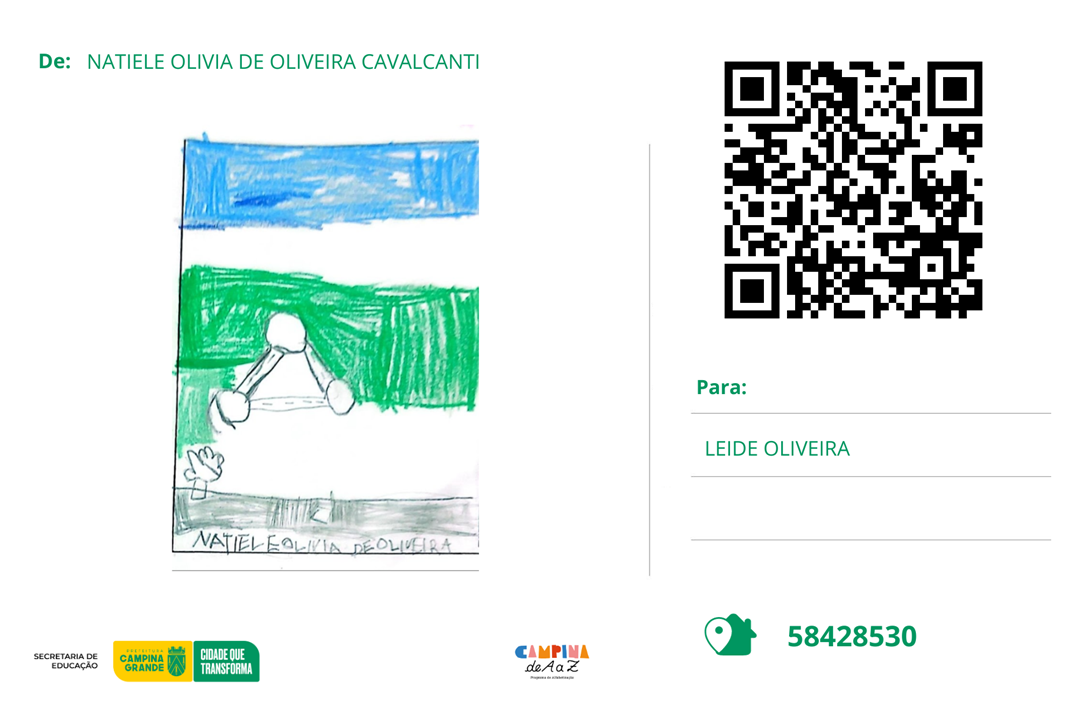 De: NATIELE OLIVIA DE OLIVEIRA CAVALCANTI
NATIELE OLIVIA DE OLIVEIRA
Para:
LEIDE OLIVEIRA
58428530
SECRETARIA DE
EDUCAÇÃO
PREFEITURA
CAMPINA
GRANDE
CIDADE QUE
TRANSFORMA
CAMPINA
de A a Z
Programa de Alfabetização